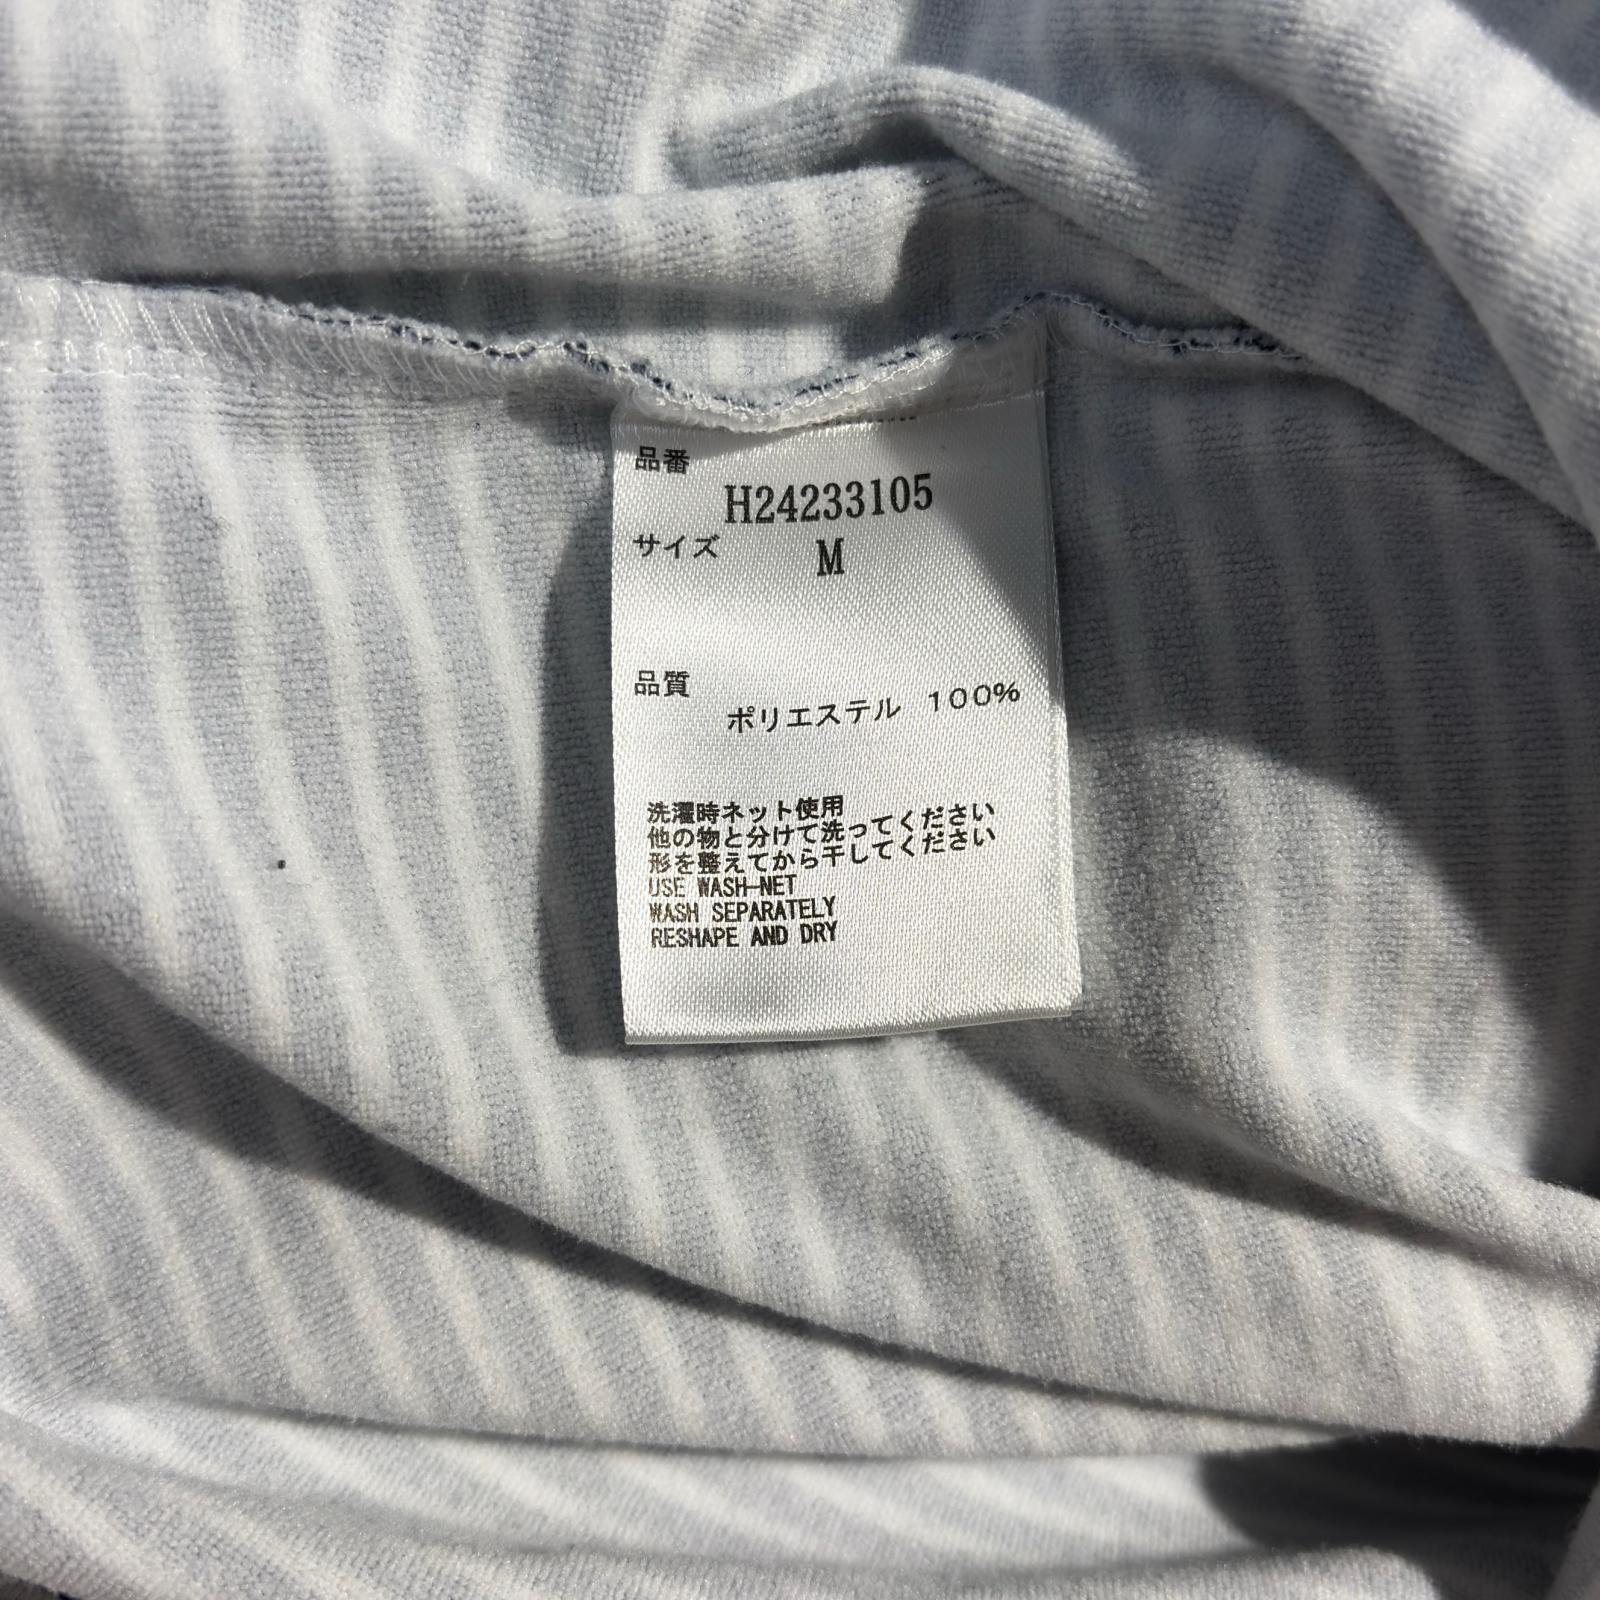 品番
H24233105
サイズ M
品質
ポリエステル 100%
洗濯時ネット使用
他の物と分けて洗ってください
形を整えてから干してください
USE WASH-NET
WASH SEPARATELY
RESHAPE AND DRY